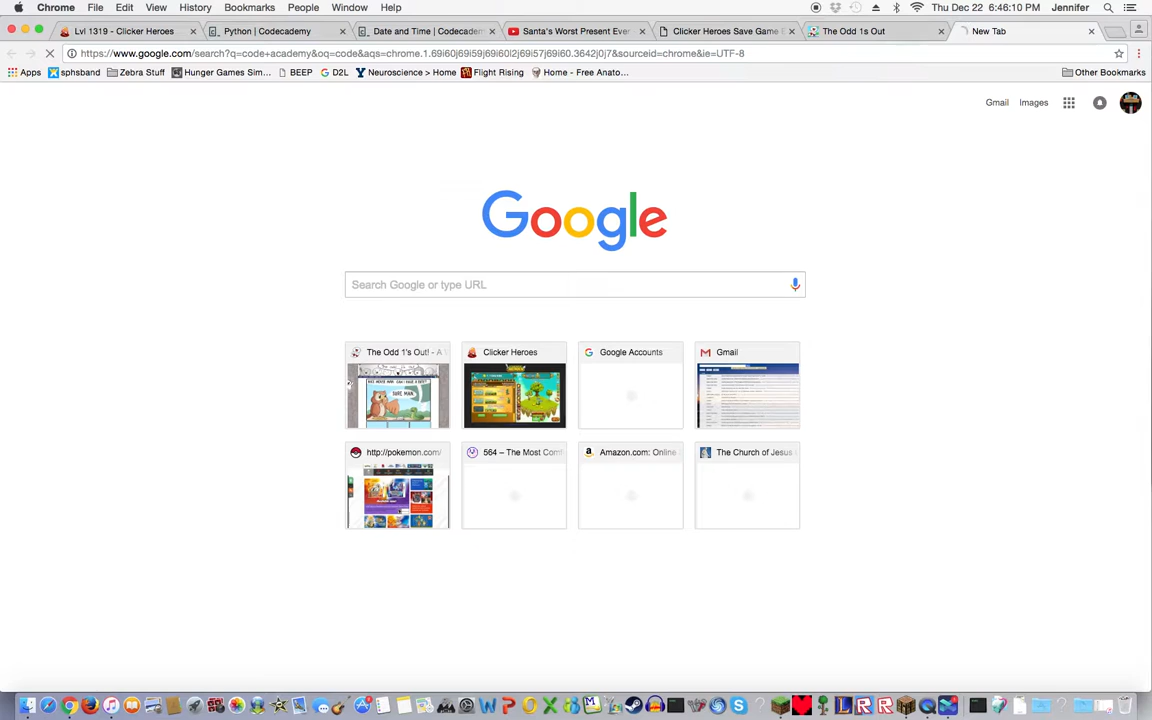 Chrome File Edit View History Bookmarks People Window Help Thu Dec 22 6:46:10 PM Jennifer
Lvl 1319 - Clicker Heroes Python | Codecademy Date and Time | Codecadem Santa's Worst Present Ever Clicker Heroes Save Game E The Odd 1s Out New Tab
https://www.google.com/search?q=code+academy&oq=code&aqs=chrome.1.69i60j69i59j69i60l2j69i57j69i60.3642j0j7&sourceid=chrome&ie=UTF-8
Apps sphsband Zebra Stuff Hunger Games Sim... BEEP D2L Neuroscience > Home Flight Rising Home - Free Anato... Other Bookmarks
Gmail Images
Google
Search Google or type URL
The Odd 1's Out! - A Clicker Heroes Google Accounts Gmail
SURE MAN.
http://pokemon.com/ 564 – The Most Com Amazon.com: Online The Church of Jesus